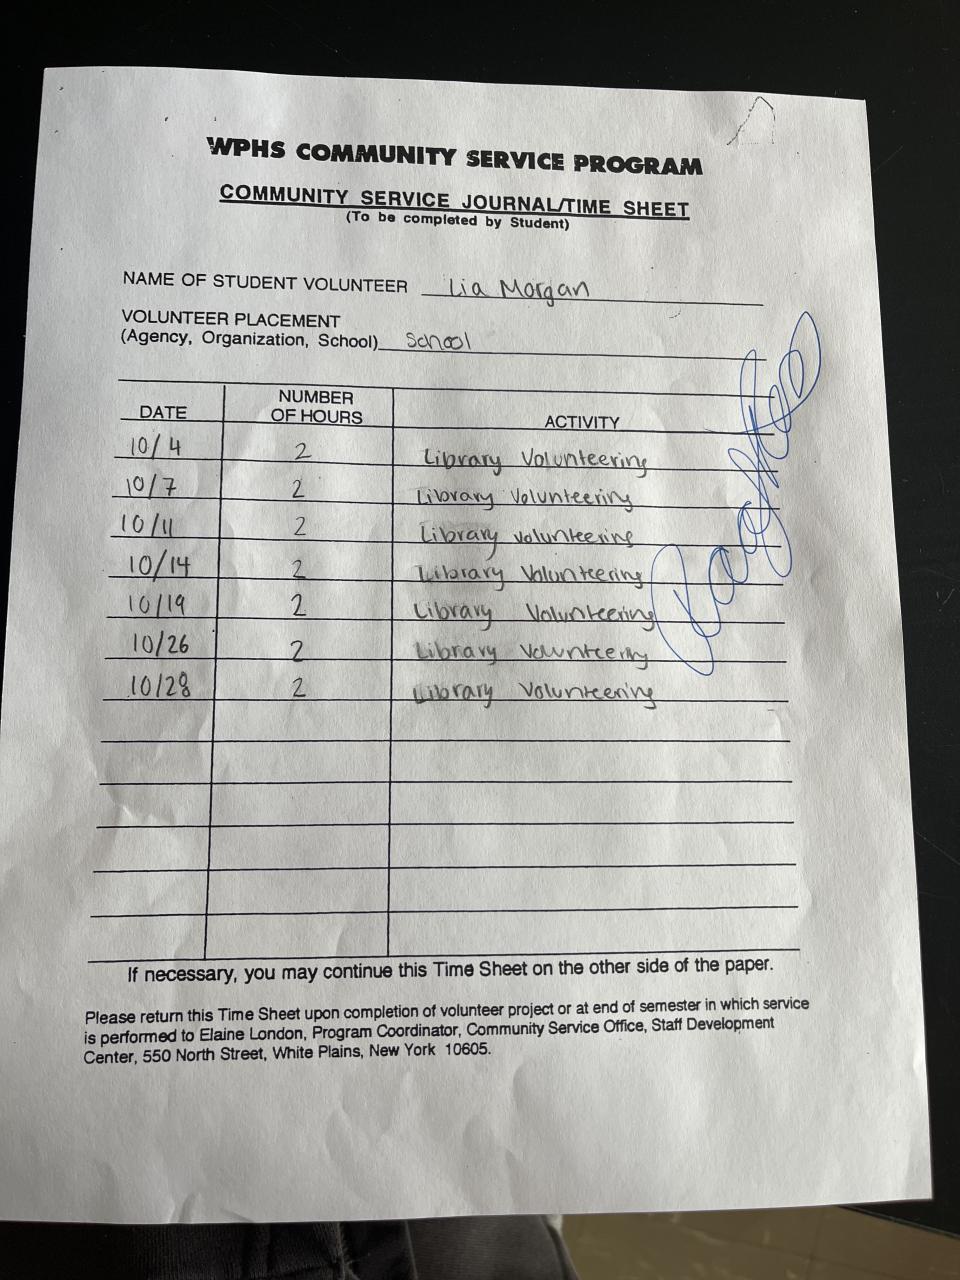 WPHS COMMUNITY SERVICE PROGRAM
COMMUNITY SERVICE JOURNAL/TIME SHEET
(To be completed by Student)
NAME OF STUDENT VOLUNTEER Lia Morgan
VOLUNTEER PLACEMENT
(Agency, Organization, School) School
DATE NUMBER OF HOURS ACTIVITY
10/4 2 Library Volunteering
10/7 2 Library Volunteering
10/11 2 Library volunteering
10/14 2 Library Volunteering
10/19 2 Library Volunteering
10/26 2 Library Volunteering
10/28 2 Library Volunteering
If necessary, you may continue this Time Sheet on the other side of the paper.
Please return this Time Sheet upon completion of volunteer project or at end of semester in which service
is performed to Elaine London, Program Coordinator, Community Service Office, Staff Development
Center, 550 North Street, White Plains, New York 10605.